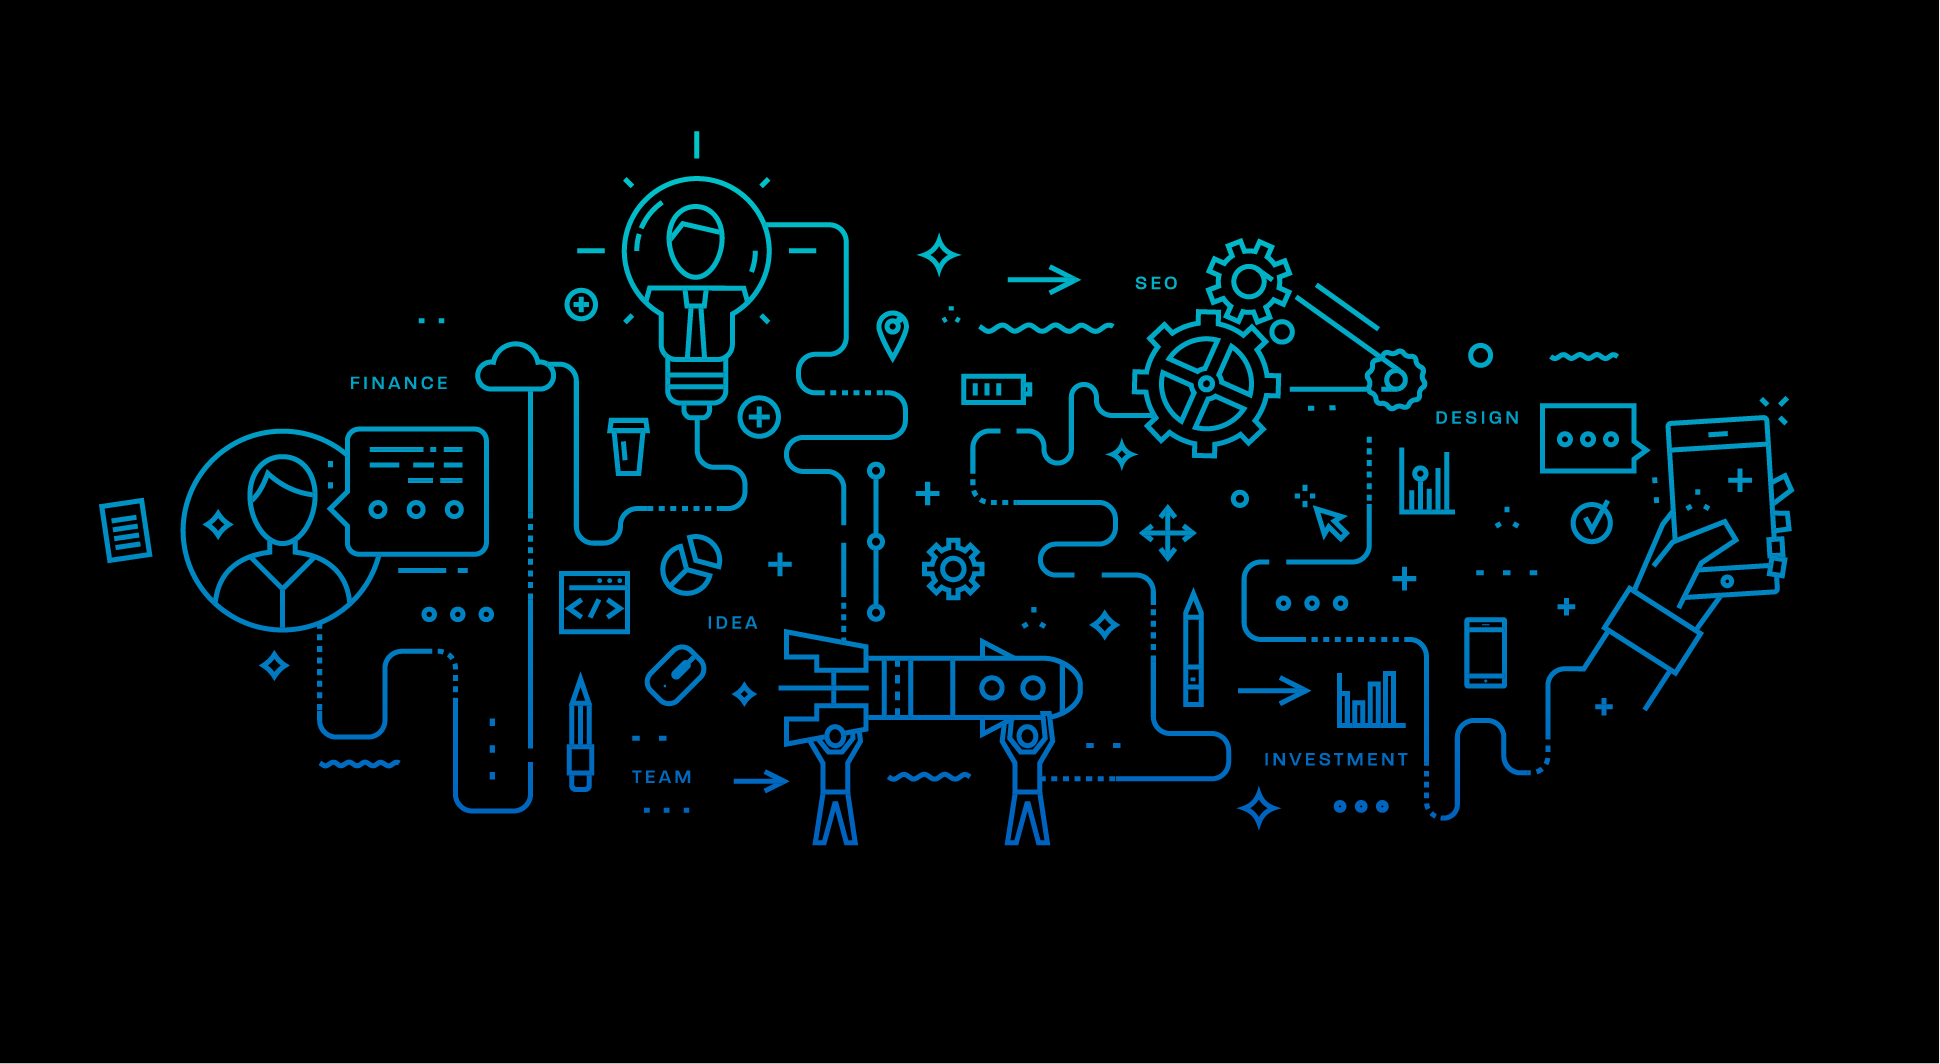 SEO
FINANCE
DESIGN
</>
IDEA
INVESTMENT
TEAM